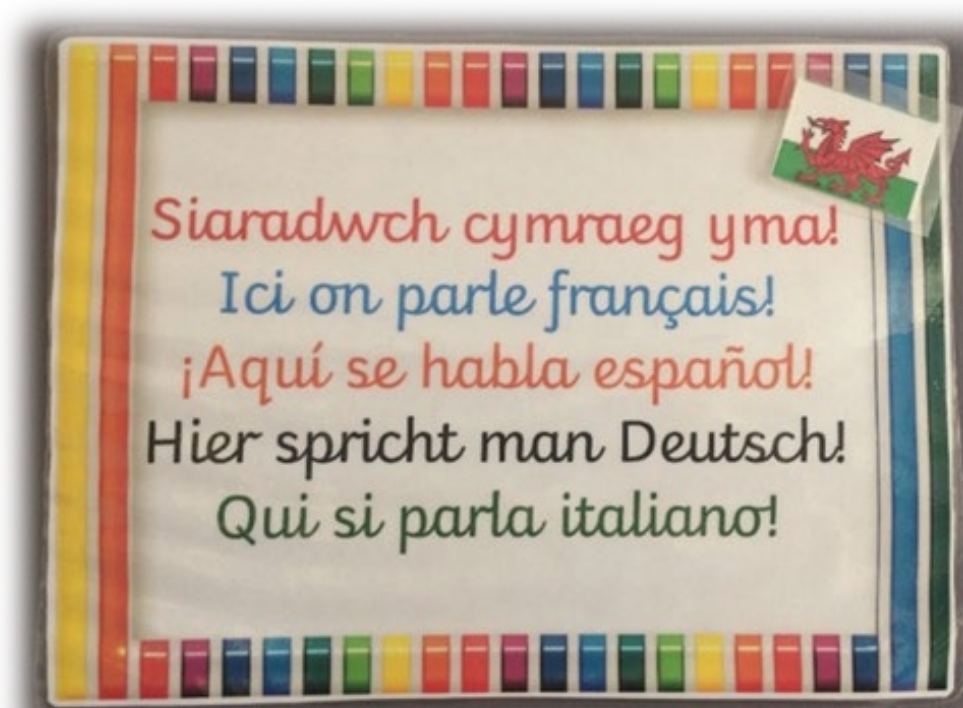 Siaradwch cymraeg yma!
Ici on parle français!
¡Aquí se habla español!
Hier spricht man Deutsch!
Qui si parla italiano!